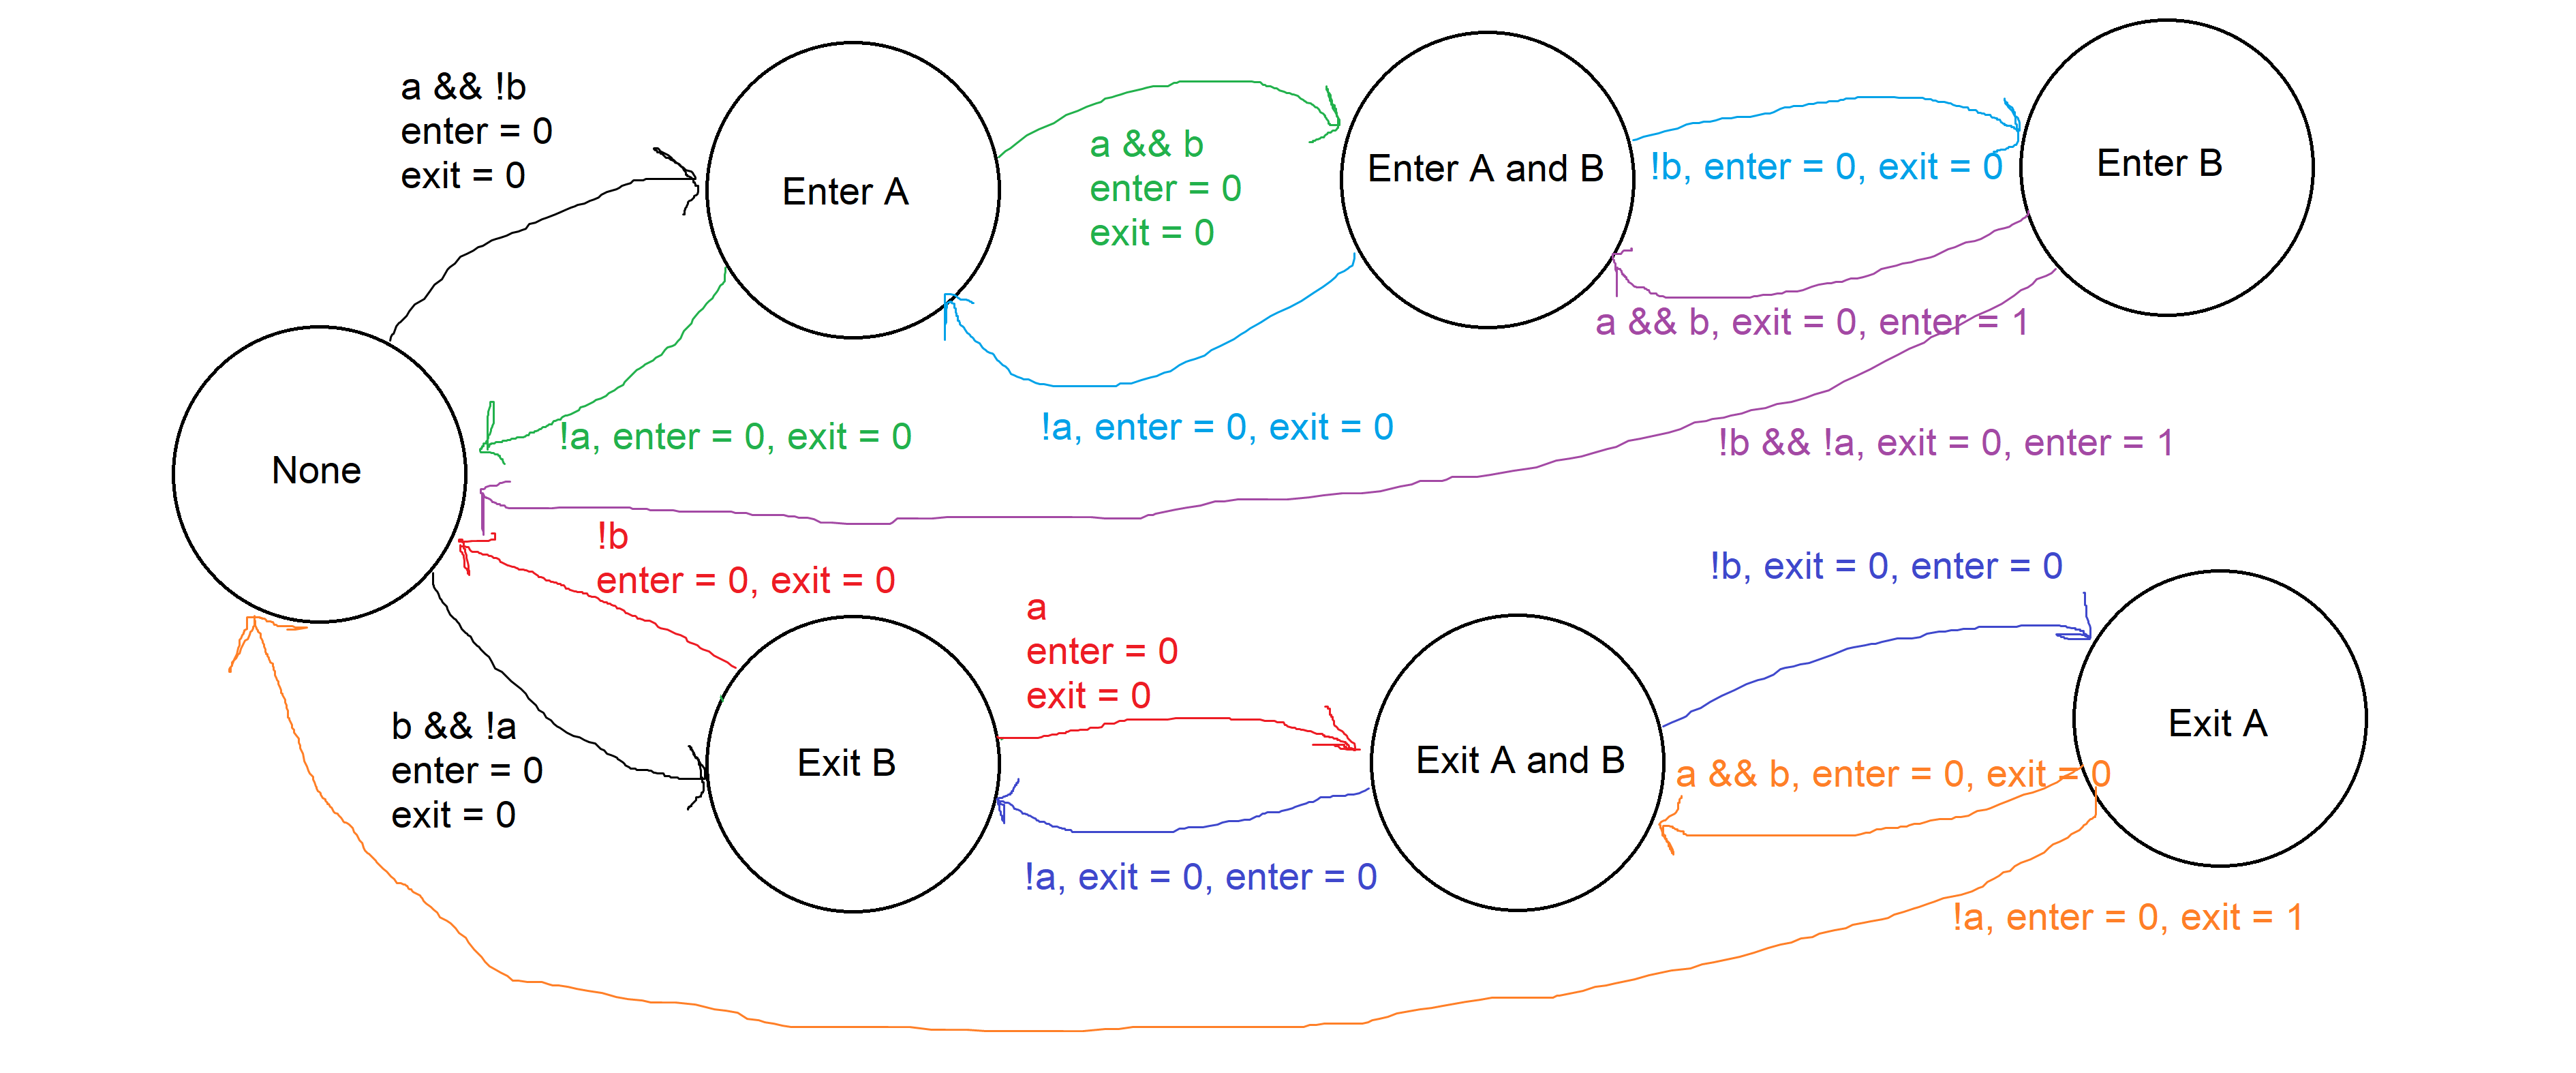 a && !b
enter = 0
exit = 0
Enter A
a && b
enter = 0
exit = 0
Enter A and B
!b, enter = 0, exit = 0
Enter B
a && b, exit = 0, enter = 1
!a, enter = 0, exit = 0
!a, enter = 0, exit = 0
!b && !a, exit = 0, enter = 1
None
!b
enter = 0, exit = 0
a
enter = 0
exit = 0
!b, exit = 0, enter = 0
b && !a
enter = 0
exit = 0
Exit B
Exit A and B
Exit A
a && b, enter = 0, exit = 0
!a, exit = 0, enter = 0
!a, enter = 0, exit = 1